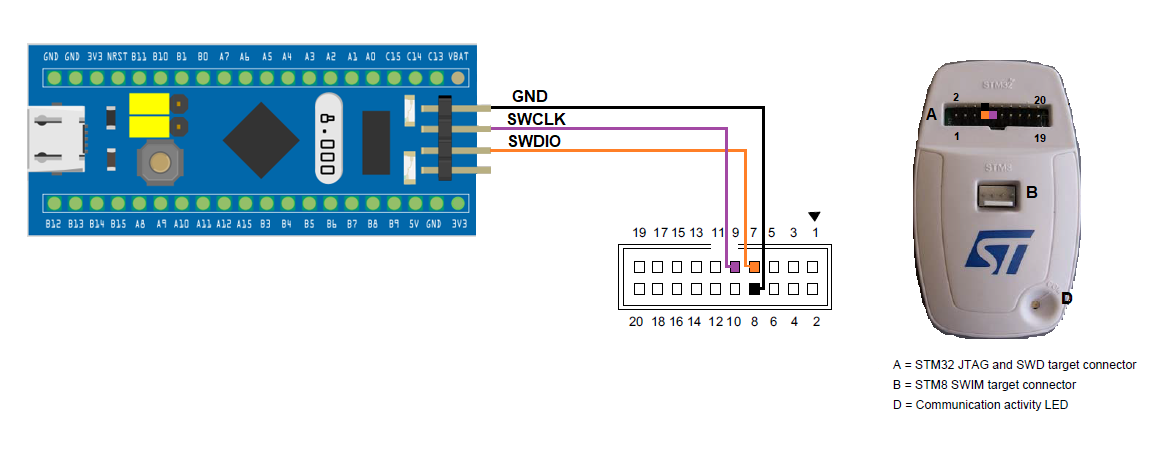 GND GND 3V3 NRST B11 B10 B1 B0 A7 A6 A5 A4 A3 A2 A1 A0 C15 C14 C13 VBAT
GND
SWCLK
SWDIO
B12 B13 B14 B15 A8 A9 A10 A11 A12 A15 B3 B4 B5 B6 B7 B8 B9 5V GND 3V3
19 17 15 13 11 9 7 5 3 1
20 18 16 14 12 10 8 6 4 2
STM32
2 20
A
1 19
STM8
B
ST
D
A = STM32 JTAG and SWD target connector
B = STM8 SWIM target connector
D = Communication activity LED